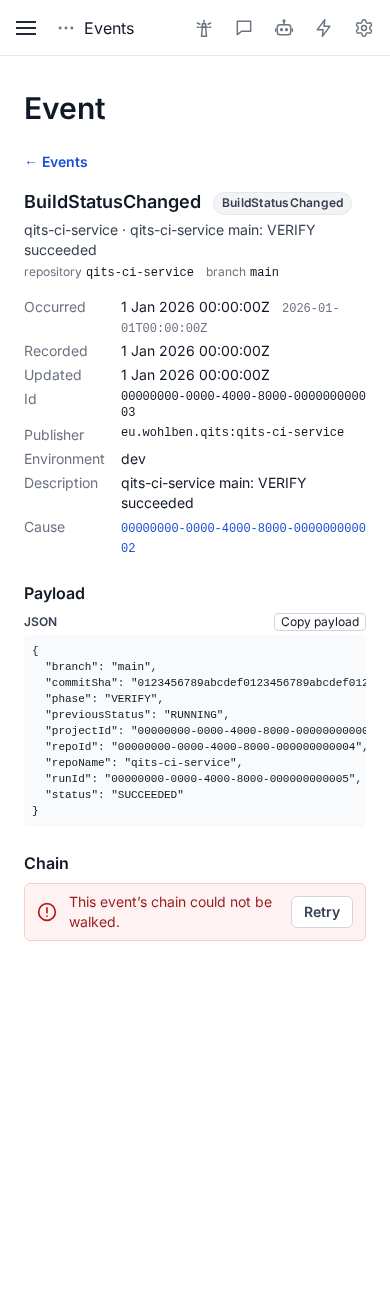 Events
Event
← Events
BuildStatusChanged BuildStatusChanged
qits-ci-service · qits-ci-service main: VERIFY
succeeded
repository qits-ci-service branch main
Occurred 1 Jan 2026 00:00:00Z 2026-01-
01T00:00:00Z
Recorded 1 Jan 2026 00:00:00Z
Updated 1 Jan 2026 00:00:00Z
Id 00000000-0000-4000-8000-0000000000
03
Publisher eu.wohlben.qits:qits-ci-service
Environment dev
Description qits-ci-service main: VERIFY
succeeded
Cause 00000000-0000-4000-8000-0000000000
02
Payload
JSON Copy payload
{
"branch": "main",
"commitSha": "0123456789abcdef0123456789abcdef012
"phase": "VERIFY",
"previousStatus": "RUNNING",
"projectId": "00000000-0000-4000-8000-00000000000
"repoId": "00000000-0000-4000-8000-000000000004",
"repoName": "qits-ci-service",
"runId": "00000000-0000-4000-8000-000000000005",
"status": "SUCCEEDED"
}
Chain
This event’s chain could not be
walked.
Retry